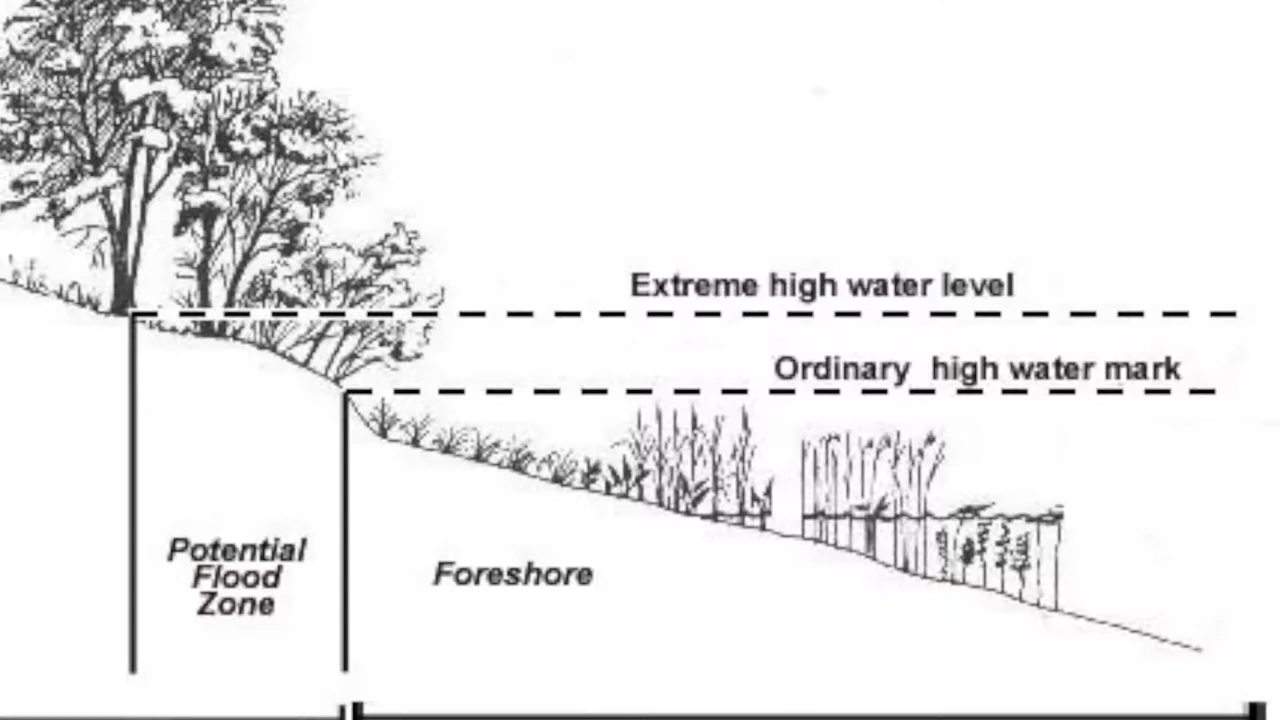 Extreme high water level
Ordinary high water mark
Potential
Flood
Zone
Foreshore